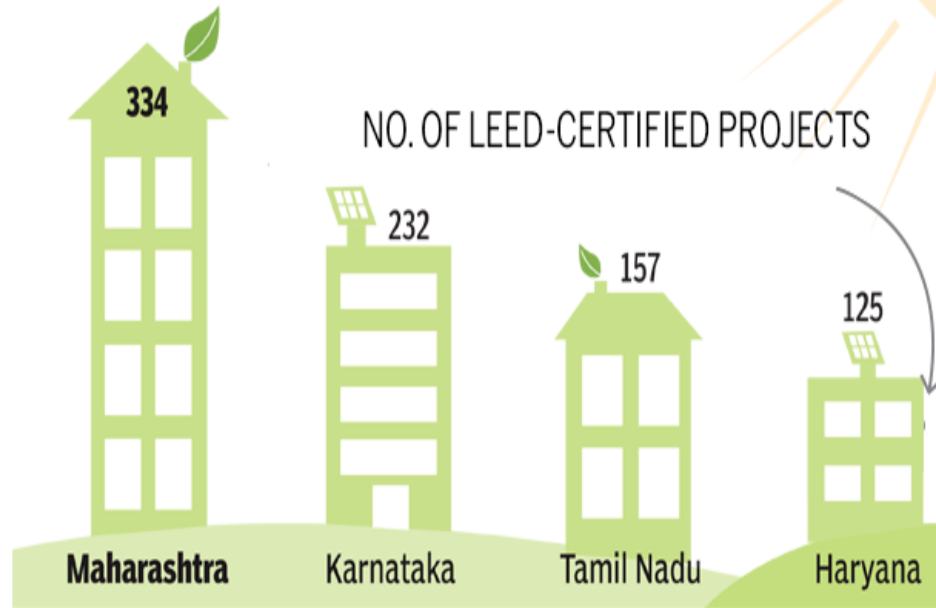 334
NO. OF LEED-CERTIFIED PROJECTS
232
157
125
Maharashtra Karnataka Tamil Nadu Haryana